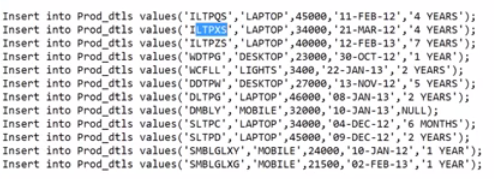 Insert into Prod_dtls values('ILTPQS','LAPTOP',45000,'11-FEB-12','4 YEARS');
Insert into Prod_dtls values('ILTPXS','LAPTOP',34000,'21-MAR-12','4 YEARS');
Insert into Prod_dtls values('ILTPZS','LAPTOP',40000,'12-FEB-13','7 YEARS');
Insert into Prod_dtls values('WDTPG','DESKTOP',23000,'30-OCT-12','1 YEAR');
Insert into Prod_dtls values('WCFLL','LIGHTS',3400,'22-JAN-13','2 YEARS');
Insert into Prod_dtls values('DDTPW','DESKTOP',27000,'13-NOV-12','5 YEARS');
Insert into Prod_dtls values('DLTPG','LAPTOP',46000,'08-JAN-13','2 YEARS');
Insert into Prod_dtls values('DMBLY','MOBILE',32000,'10-JAN-13',NULL);
Insert into Prod_dtls values('SLTPC','LAPTOP',34000,'04-DEC-12','6 MONTHS');
Insert into Prod_dtls values('SLTPD','LAPTOP',45000,'09-DEC-12','2 YEARS');
Insert into Prod_dtls values('SMBLGLXY','MOBILE',24000,'10-JAN-12','1 YEAR');
Insert into Prod_dtls values('SMBLGLXG','MOBILE',21500,'02-FEB-13','1 YEAR');